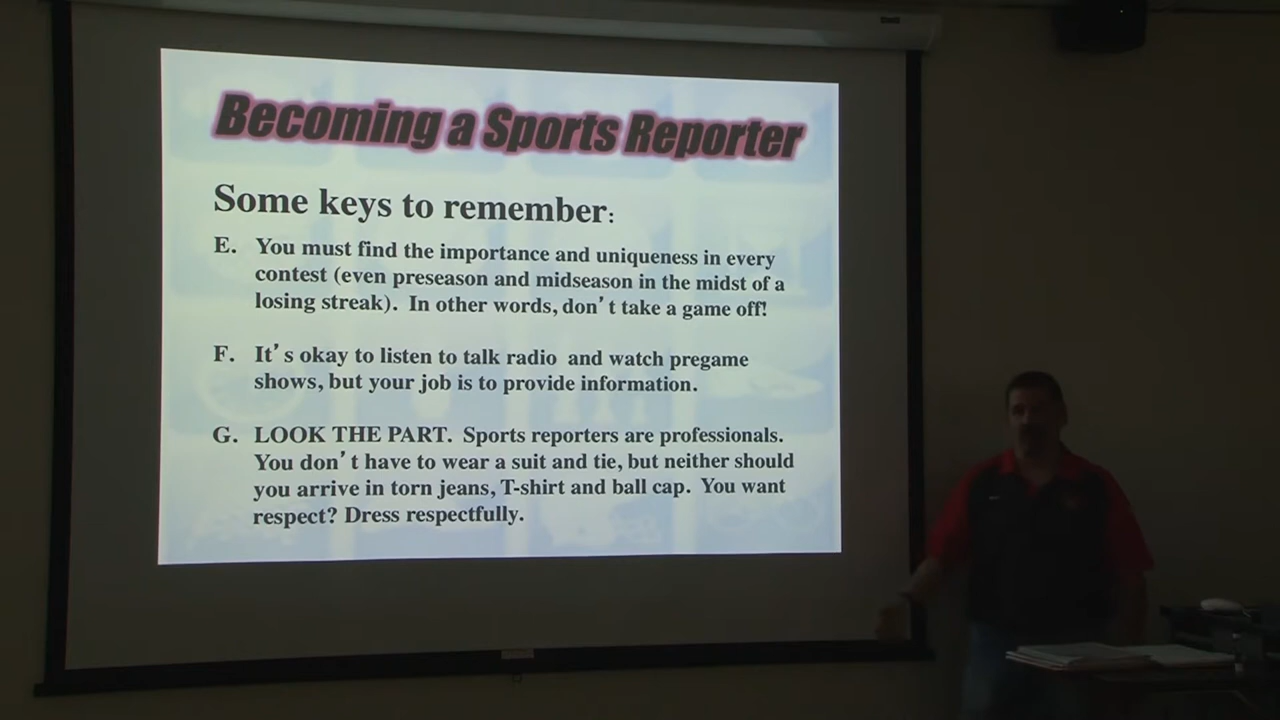 Becoming a Sports Reporter
Some keys to remember:
E. You must find the importance and uniqueness in every
contest (even preseason and midseason in the midst of a
losing streak). In other words, don't take a game off!
F. It's okay to listen to talk radio and watch pregame
shows, but your job is to provide information.
G. LOOK THE PART. Sports reporters are professionals.
You don't have to wear a suit and tie, but neither should
you arrive in torn jeans, T-shirt and ball cap. You want
respect? Dress respectfully.